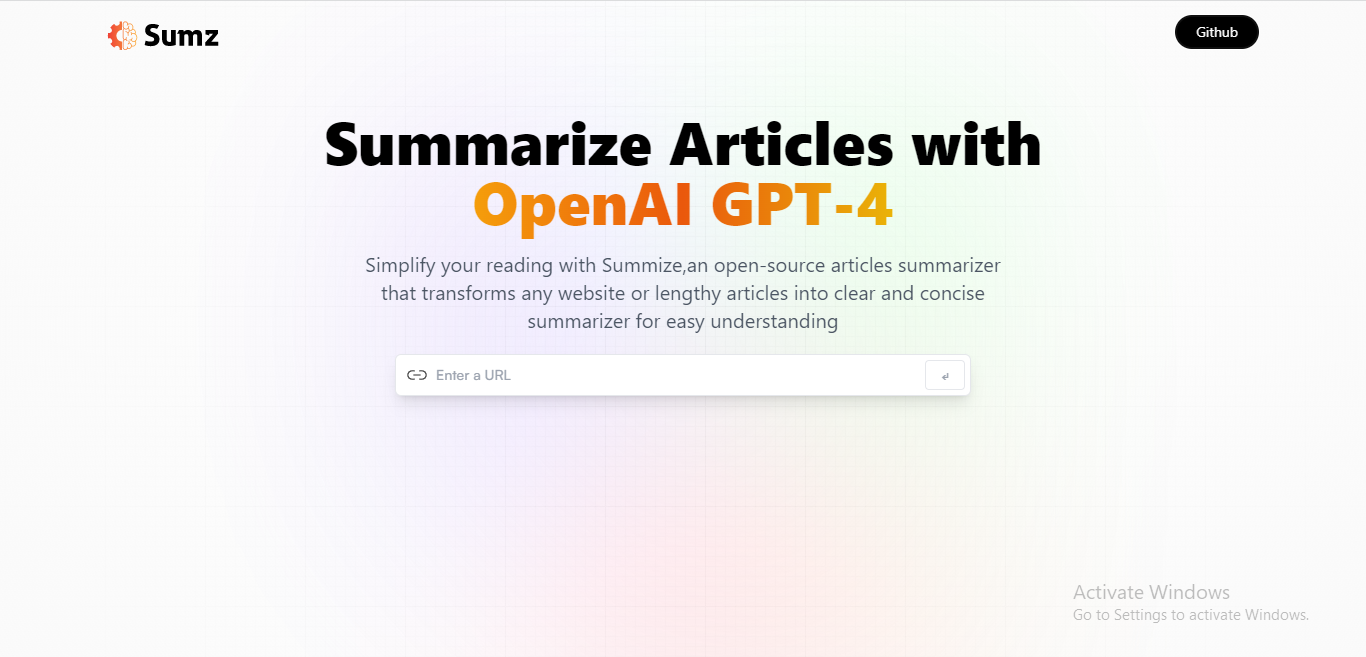 Sumz
Github
Summarize Articles with
OpenAI GPT-4
Simplify your reading with Summize,an open-source articles summarizer
that transforms any website or lengthy articles into clear and concise
summarizer for easy understanding
Enter a URL
↵
Activate Windows
Go to Settings to activate Windows.